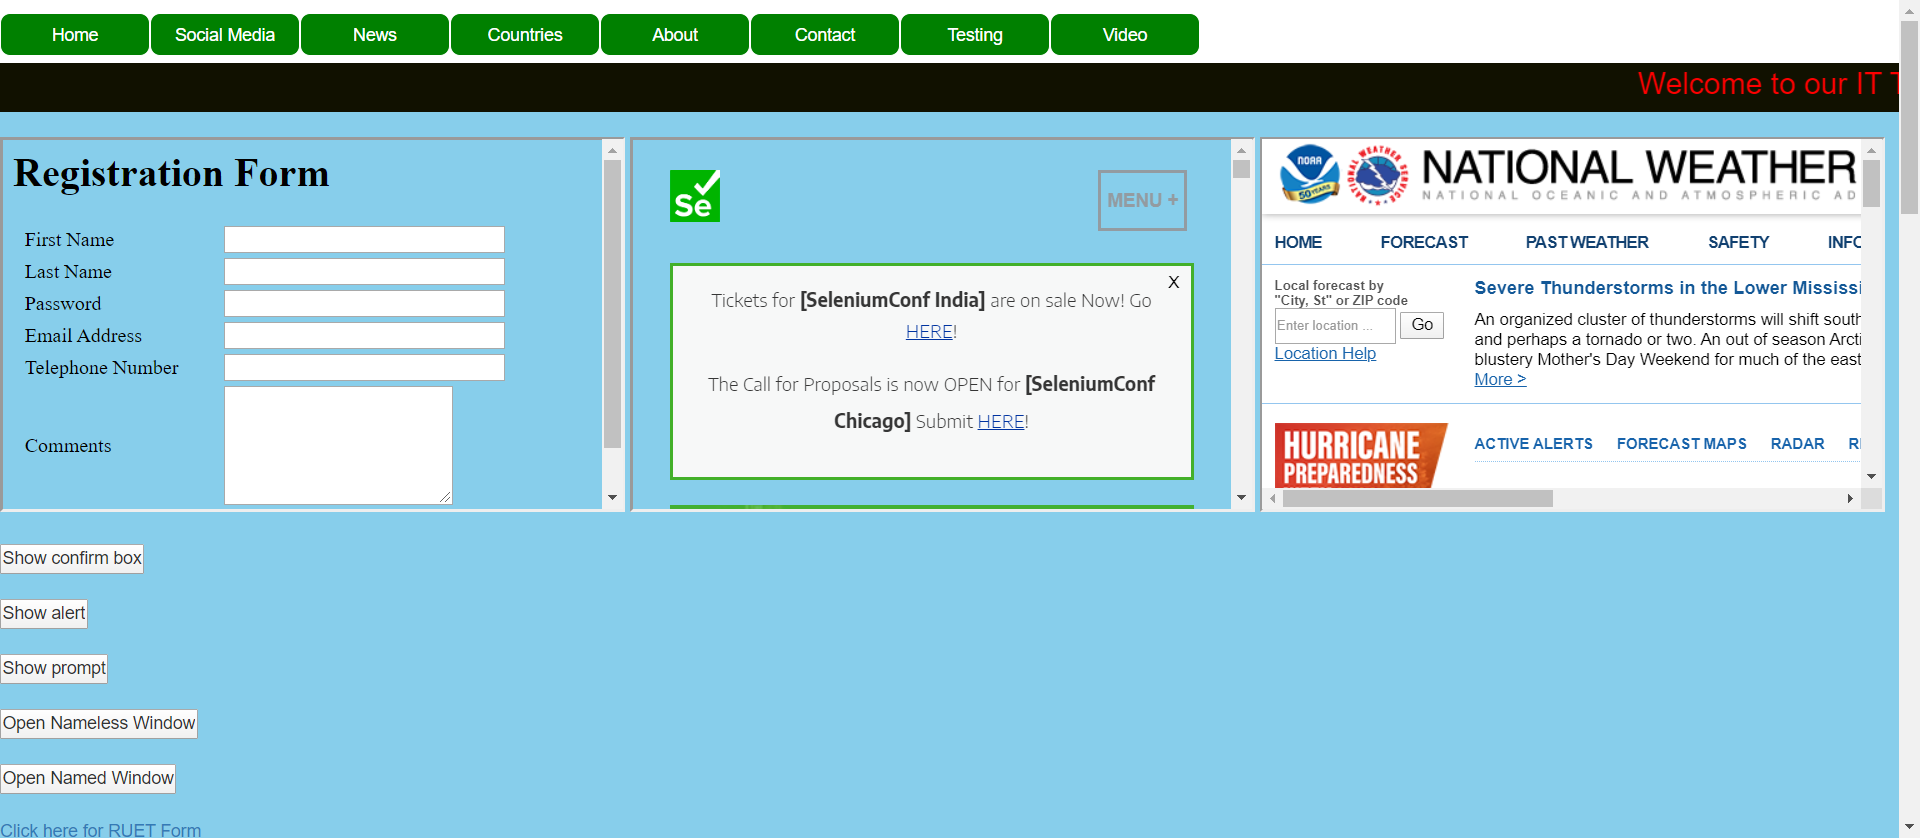 Home Social Media News Countries About Contact Testing Video
Welcome to our IT
Registration Form
First Name
Last Name
Password
Email Address
Telephone Number
Comments
Se
MENU +
X
Tickets for [SeleniumConf India] are on sale Now! Go
HERE!
The Call for Proposals is now OPEN for [SeleniumConf
Chicago] Submit HERE!
NOAA
50 YEARS
NATIONAL WEATHER
NATIONAL OCEANIC AND ATMOSPHERIC AD
HOME FORECAST PAST WEATHER SAFETY INFO
Local forecast by
"City, St" or ZIP code
Enter location ... Go
Location Help
Severe Thunderstorms in the Lower Mississi
An organized cluster of thunderstorms will shift south
and perhaps a tornado or two. An out of season Arcti
blustery Mother's Day Weekend for much of the east
More >
HURRICANE
PREPAREDNESS
ACTIVE ALERTS FORECAST MAPS RADAR
Show confirm box
Show alert
Show prompt
Open Nameless Window
Open Named Window
Click here for RUET Form